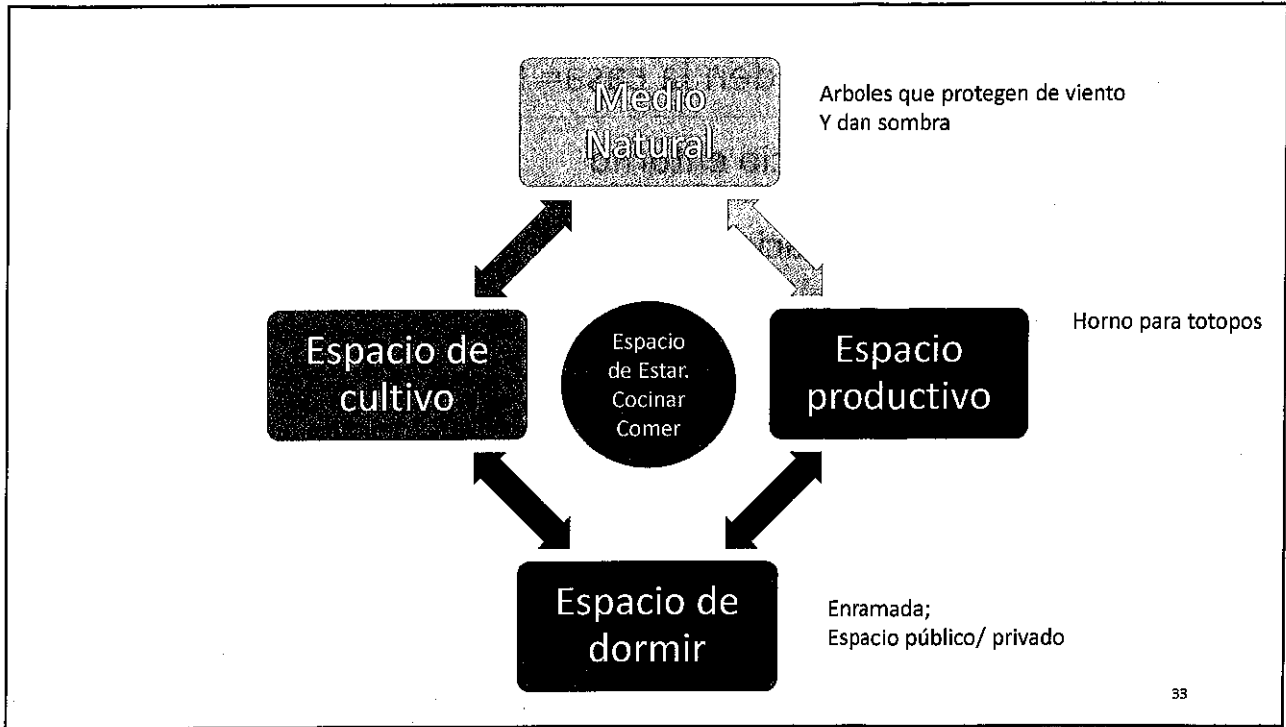 Medio
Natural
Arboles que protegen de viento
Y dan sombra
Espacio de
cultivo
Espacio
de Estar.
Cocinar
Comer
Espacio
productivo
Horno para totopos
Espacio de
dormir
Enramada;
Espacio público/ privado
33